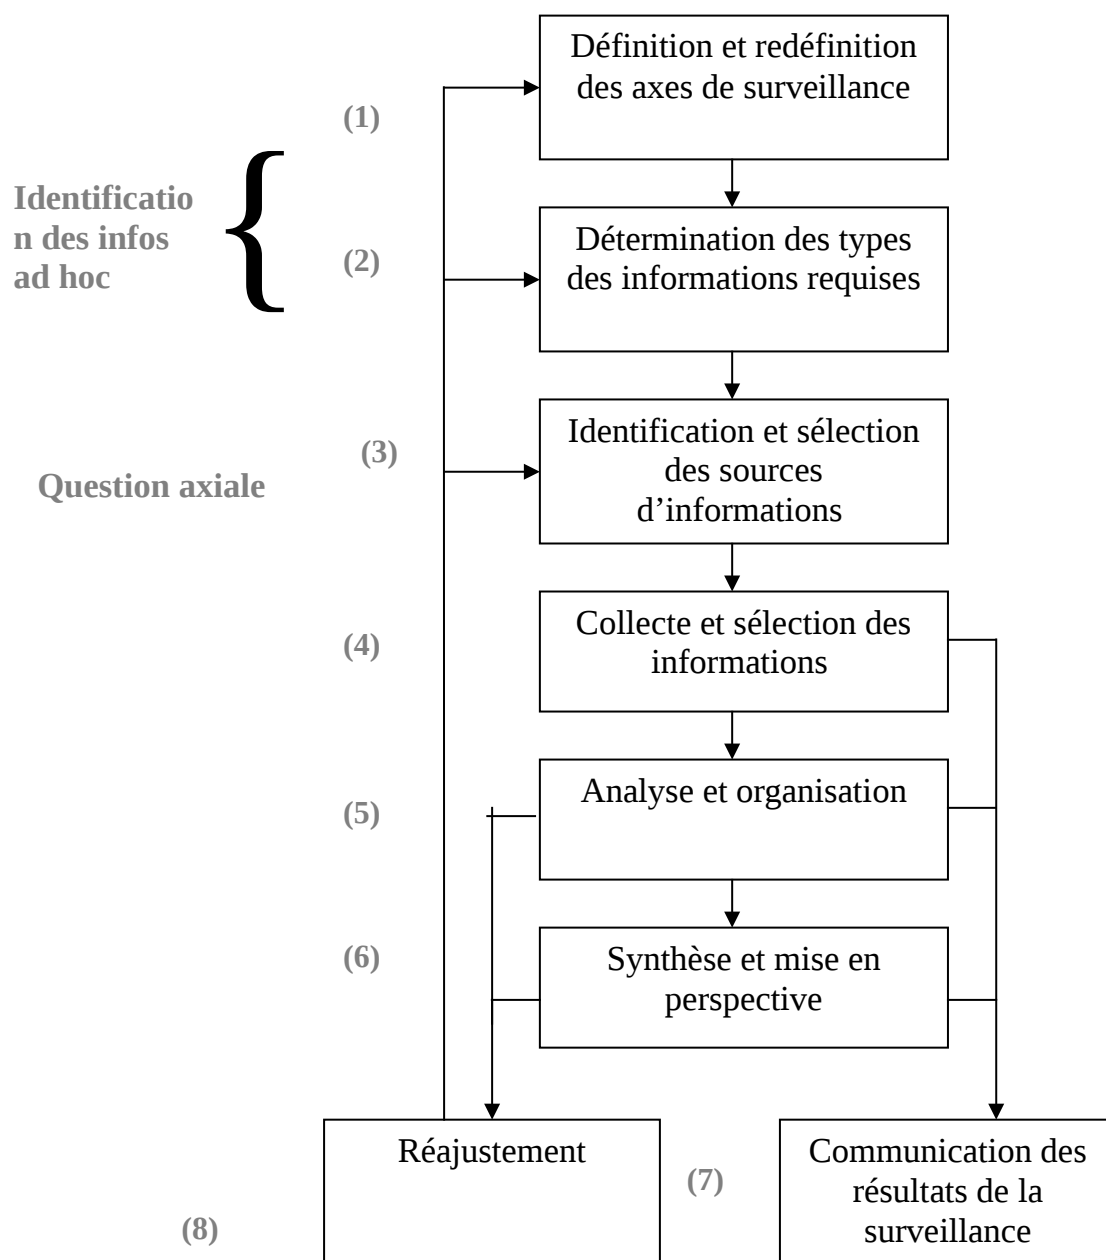 Définition et redéfinition
des axes de surveillance
(1)
Identificatio
n des infos
ad hoc
{
(2)
Détermination des types
des informations requises
(3)
Identification et sélection
des sources
d’informations
Question axiale
(4)
Collecte et sélection des
informations
(5)
Analyse et organisation
(6)
Synthèse et mise en
perspective
Réajustement
(7)
Communication des
résultats de la
surveillance
(8)